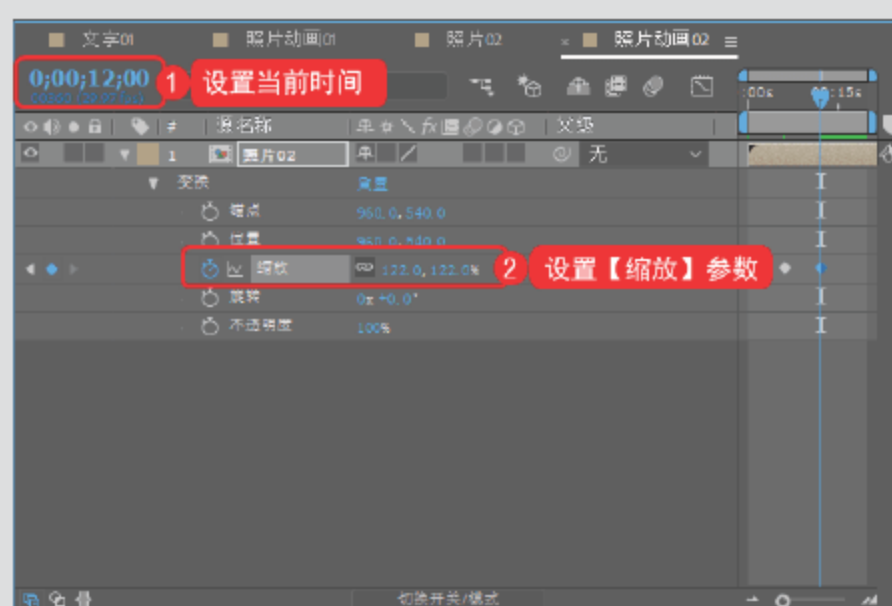 文字01 照片动画01 照片02 × 照片动画02
0;00;12;00 1 设置当前时间
:00s 15s
# 源名称 父级
1 照片02 无
变换 重置
锚点 960.0,540.0
位置 960.0,540.0
缩放 122.0,122.0% 2 设置【缩放】参数
旋转 0x+0.0°
不透明度 100%
切换开关/模式